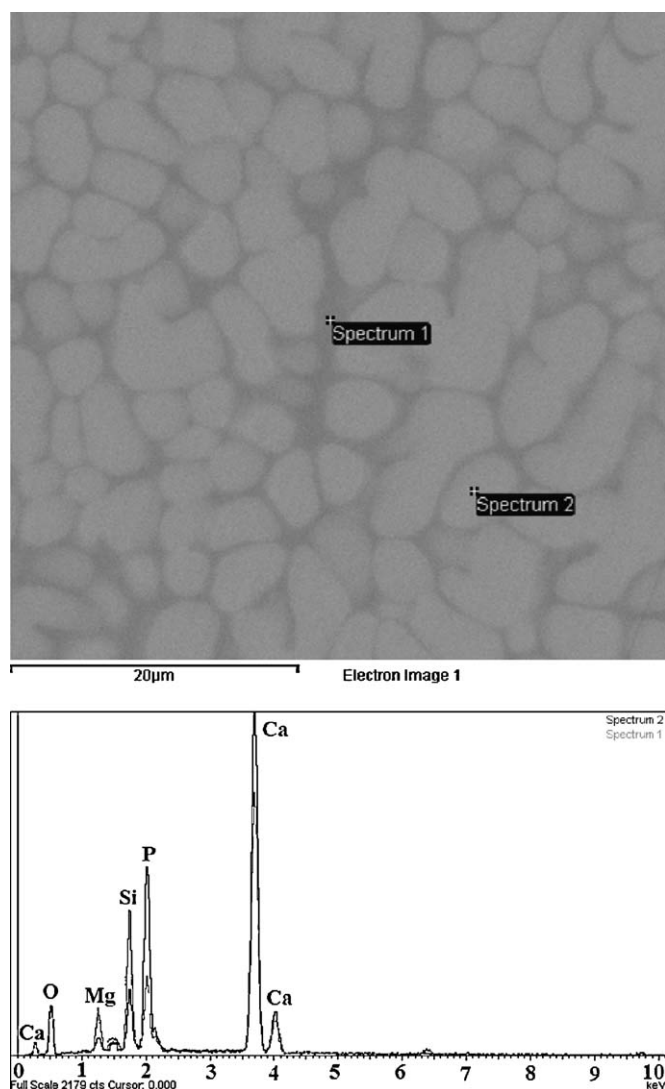 Spectrum 1
Spectrum 2
20µm Electron Image 1
Spectrum 2
Spectrum 1
Ca
P
Si
O Mg Ca
Ca
0 1 2 3 4 5 6 7 8 9 10
Full Scale 2179 cts Cursor: 0.000 keV